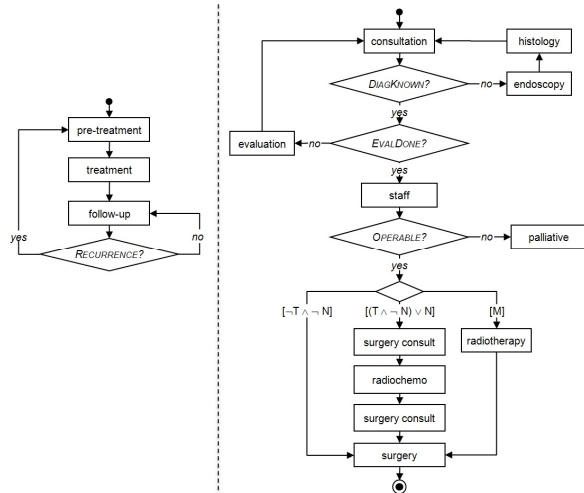 pre-treatment
treatment
follow-up
yes
no
RECURRENCE?
consultation
histology
DIAGKNOWN?
no
endoscopy
yes
evaluation
no
EVALDONE?
yes
staff
OPERABLE?
no
palliative
yes
[¬T ∧ ¬ N]
[(T ∧ ¬ N) ∨ N]
[M]
surgery consult
radiotherapy
radiochemo
surgery consult
surgery